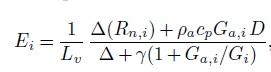 E_i = \frac{1}{L_v} \frac{\Delta(R_{n,i}) + \rho_a c_p G_{a,i} D}{\Delta + \gamma(1 + G_{a,i}/G_i)},